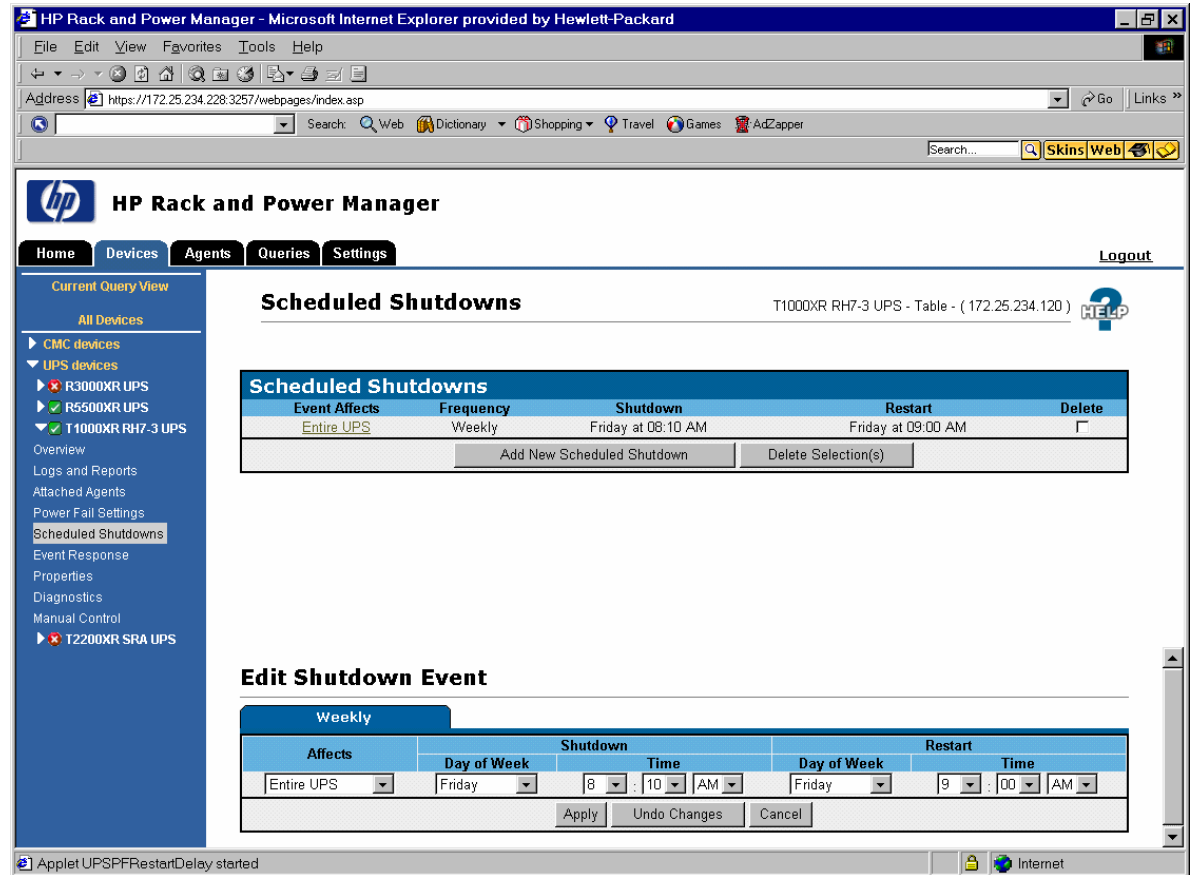 HP Rack and Power Manager - Microsoft Internet Explorer provided by Hewlett-Packard
File Edit View Favorites Tools Help
Address https://172.25.234.228:3257/webpages/index.asp Go Links »
Search: Web Dictionary Shopping Travel Games AdZapper
Search... Skins Web
hp HP Rack and Power Manager
Home Devices Agents Queries Settings Logout
Current Query View
All Devices
CMC devices
UPS devices
R3000XR UPS
R5500XR UPS
T1000XR RH7-3 UPS
Overview
Logs and Reports
Attached Agents
Power Fail Settings
Scheduled Shutdowns
Event Response
Properties
Diagnostics
Manual Control
T2200XR SRA UPS
Scheduled Shutdowns T1000XR RH7-3 UPS - Table - ( 172.25.234.120 ) HELP
Scheduled Shutdowns
Event Affects Frequency Shutdown Restart Delete
Entire UPS Weekly Friday at 08:10 AM Friday at 09:00 AM
Add New Scheduled Shutdown Delete Selection(s)
Edit Shutdown Event
Weekly
Affects Shutdown Restart
Day of Week Time Day of Week Time
Entire UPS Friday 8 : 10 AM Friday 9 : 00 AM
Apply Undo Changes Cancel
Applet UPSPFRestartDelay started Internet